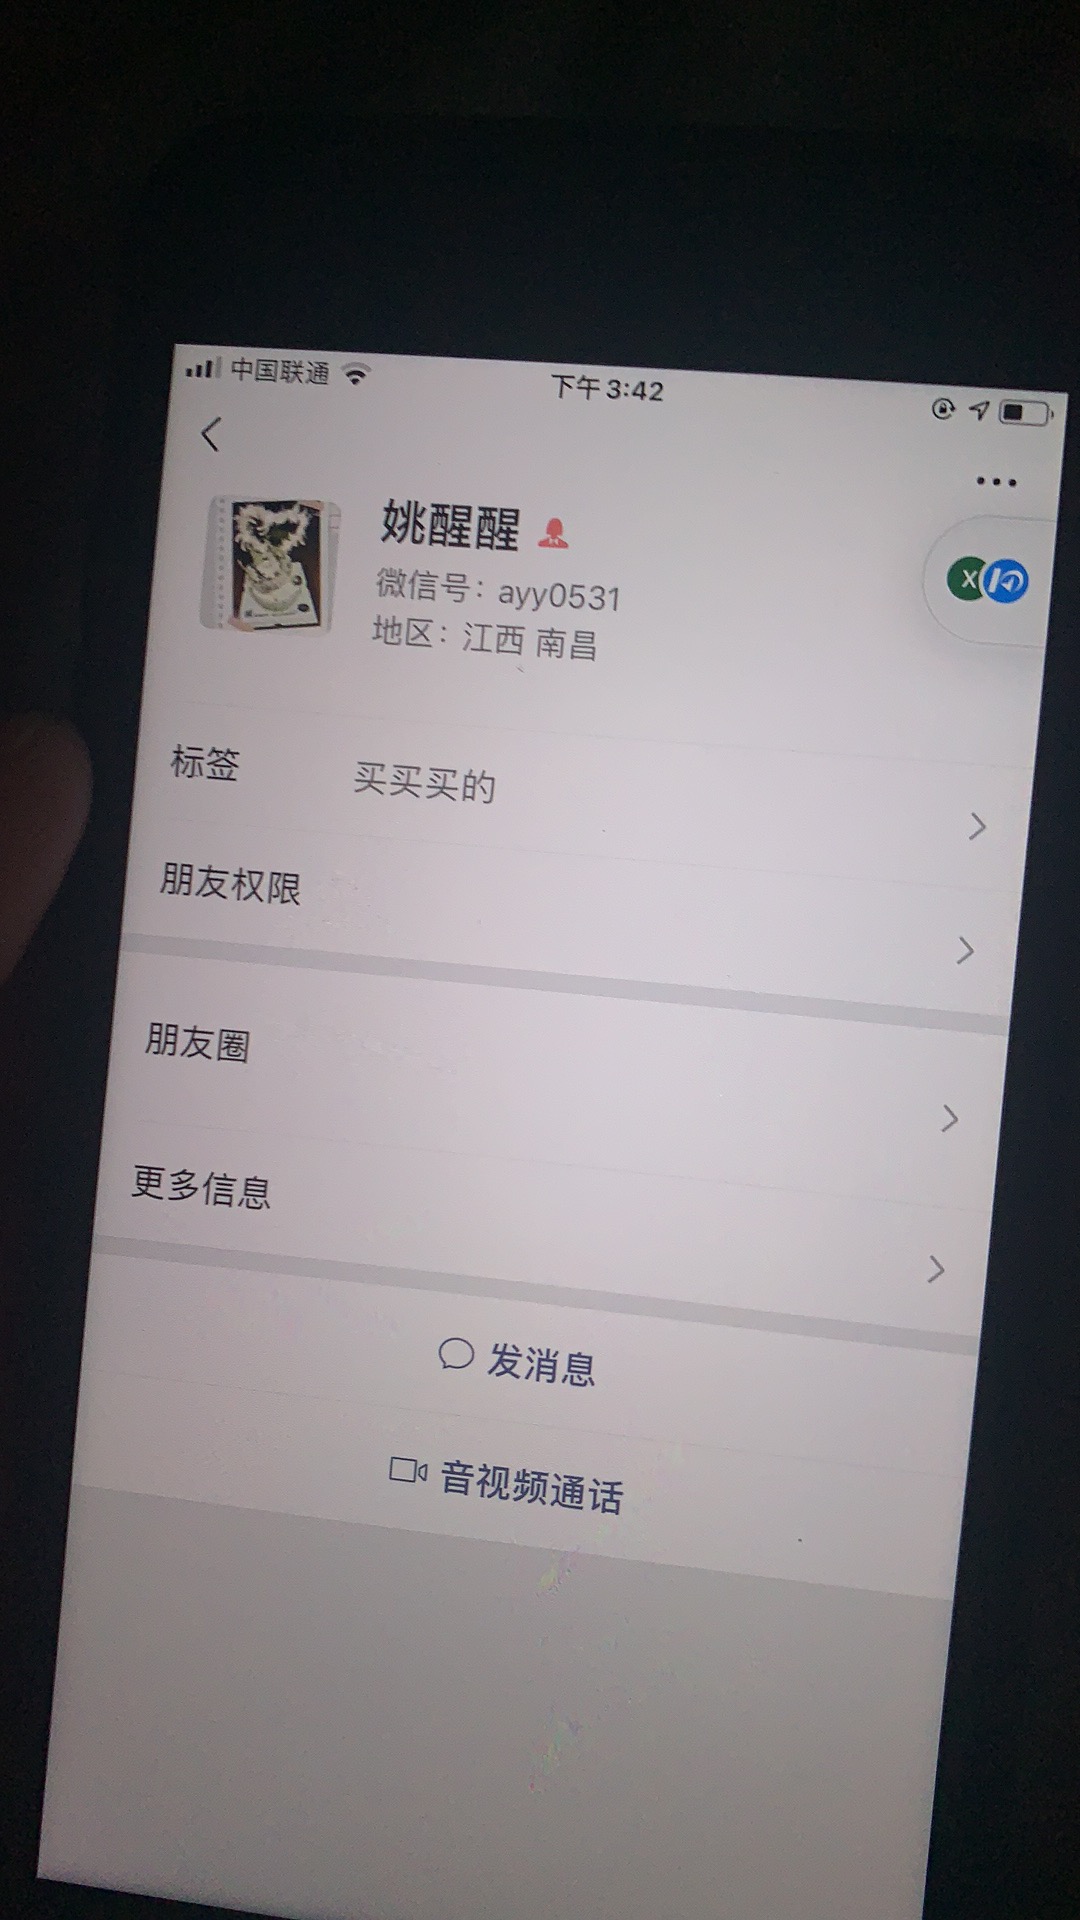 中国联通
下午3:42
姚醒醒
微信号：ayy0531
地区：江西 南昌
标签 买买买的
朋友权限
朋友圈
更多信息
发消息
音视频通话